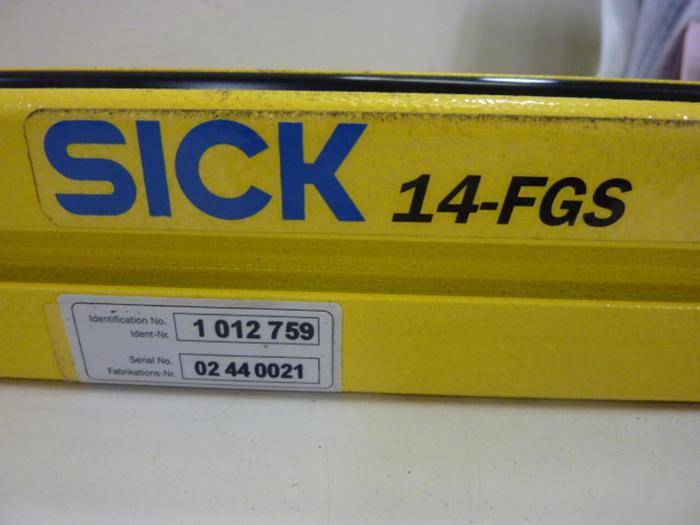 SICK 14-FGS
Identification No. 1 012 759
Ident-Nr.
Serial No. 02 44 0021
Fabrikations-Nr.